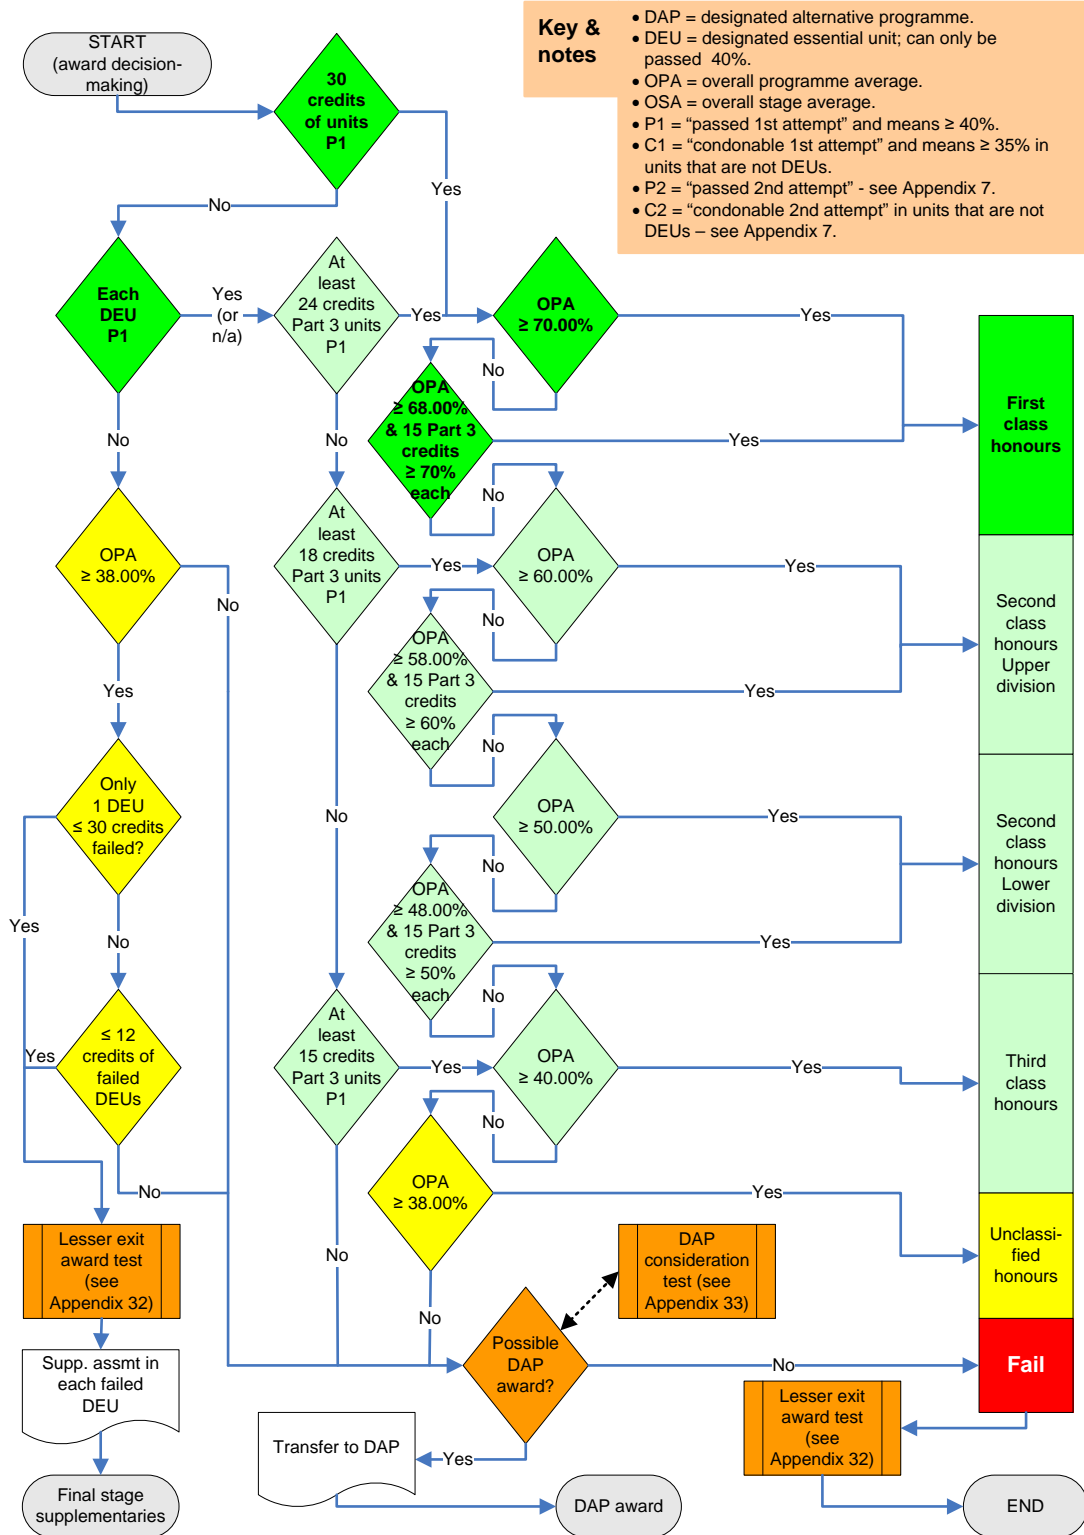 Key &
notes
• DAP = designated alternative programme.
• DEU = designated essential unit; can only be
passed  40%.
• OPA = overall programme average.
• OSA = overall stage average.
• P1 = “passed 1st attempt” and means ≥ 40%.
• C1 = “condonable 1st attempt” and means ≥ 35% in
units that are not DEUs.
• P2 = “passed 2nd attempt” - see Appendix 7.
• C2 = “condonable 2nd attempt” in units that are not
DEUs – see Appendix 7.
START
(award decision-
making)
30
credits
of units
P1
Yes
No
Each
DEU
P1
Yes
(or
n/a)
At
least
24 credits
Part 3 units
P1
Yes
OPA
≥ 70.00%
Yes
No
OPA
≥ 68.00%
& 15 Part 3
credits
≥ 70%
each
Yes
First
class
honours
No
No
No
OPA
≥ 38.00%
No
At
least
18 credits
Part 3 units
P1
Yes
OPA
≥ 60.00%
Yes
No
OPA
≥ 58.00%
& 15 Part 3
credits
≥ 60%
each
Yes
Second
class
honours
Upper
division
Yes
No
Only
1 DEU
≤ 30 credits
failed?
No
OPA
≥ 50.00%
Yes
No
OPA
≥ 48.00%
& 15 Part 3
credits
≥ 50%
each
Yes
Second
class
honours
Lower
division
Yes
No
No
≤ 12
credits of
failed
DEUs
Yes
At
least
15 credits
Part 3 units
P1
Yes
OPA
≥ 40.00%
Yes
Third
class
honours
No
OPA
≥ 38.00%
Yes
No
Unclassi-
fied
honours
Lesser exit
award test
(see
Appendix 32)
No
No
DAP
consideration
test (see
Appendix 33)
Possible
DAP
award?
No
Fail
Supp. assmt in
each failed
DEU
Lesser exit
award test
(see
Appendix 32)
Transfer to DAP
Yes
Final stage
supplementaries
DAP award
END